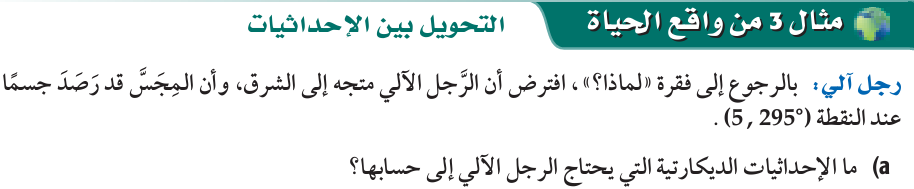 مثال 3 من واقع الحياة التحويل بين الإحداثيات
رجل آلي: بالرجوع إلى فقرة «لماذا؟» ، افترض أن الرَّجل الآلي متجه إلى الشرق، وأن المِجَسَّ قد رَصَدَ جسمًا
عند النقطة (5 , 295°) .
a) ما الإحداثيات الديكارتية التي يحتاج الرجل الآلي إلى حسابها؟